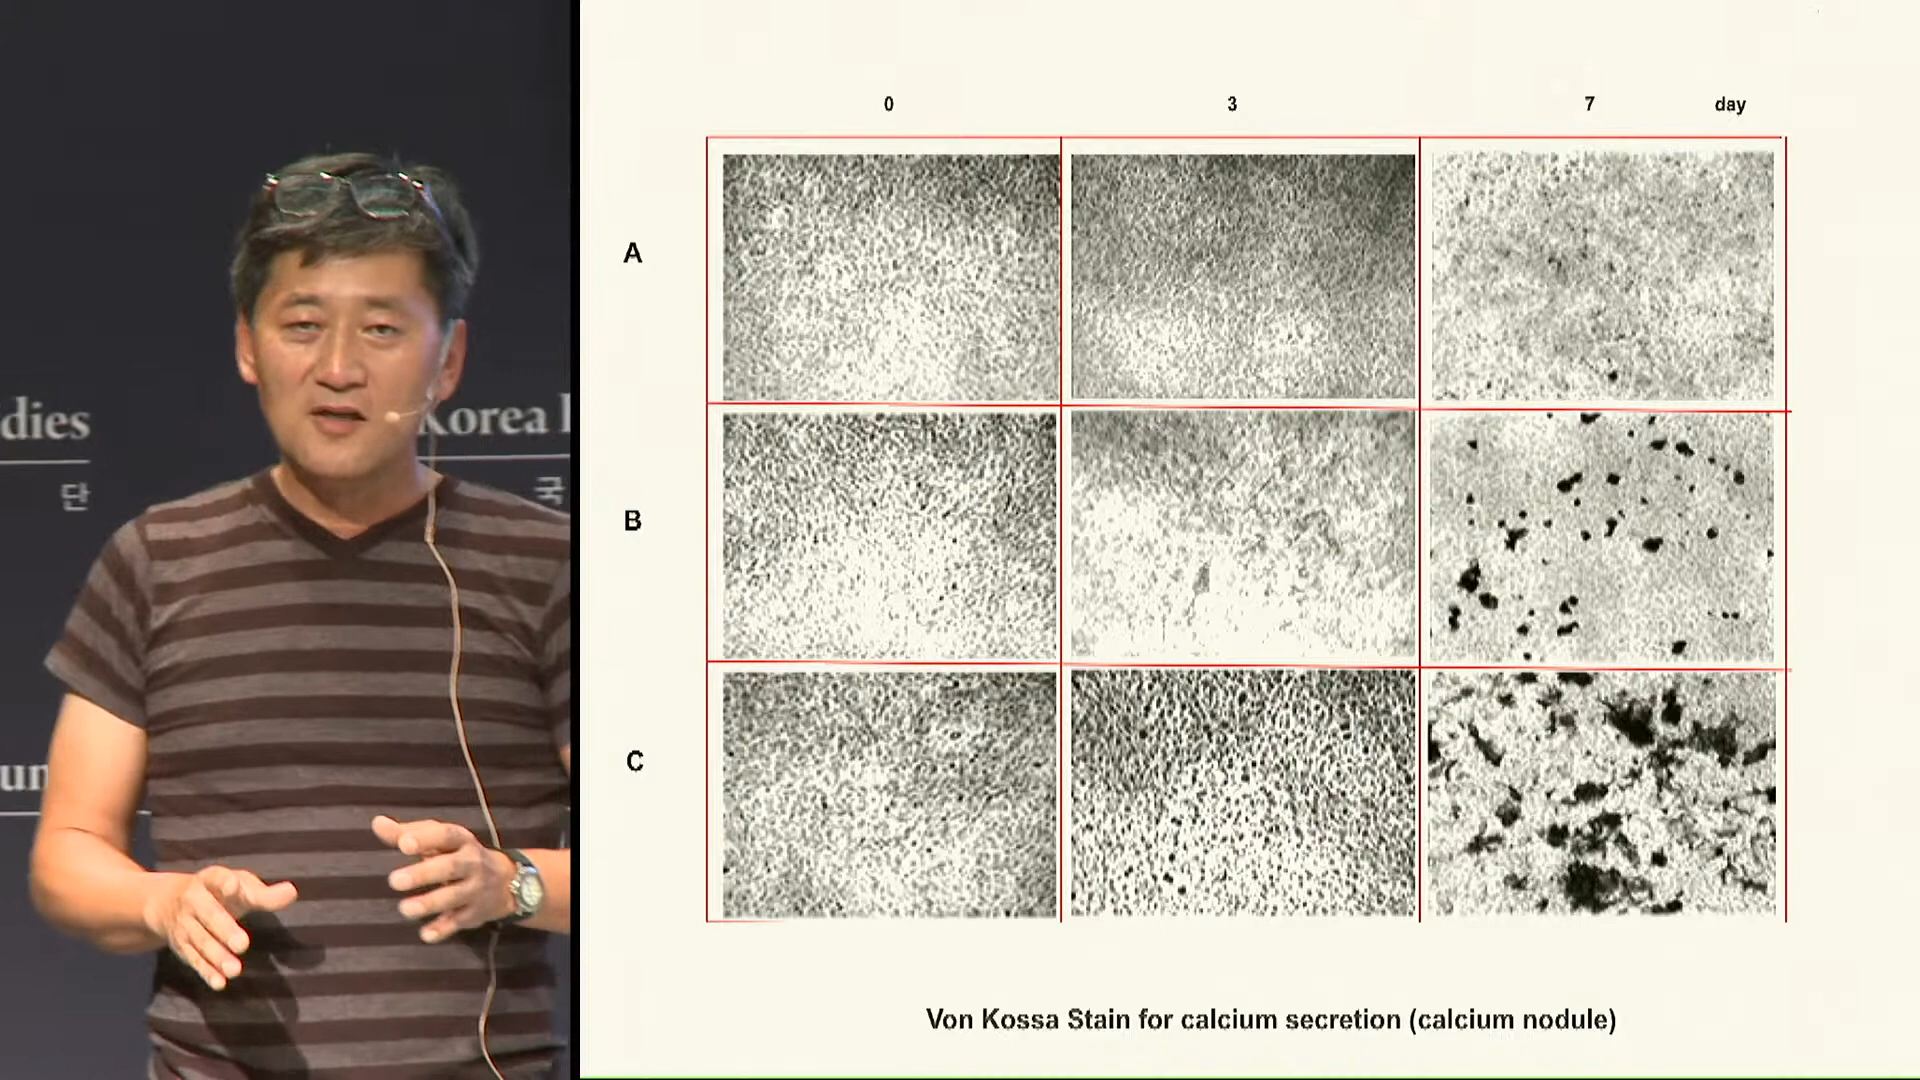 dies
Korea
단
국
un
0 3 7 day
A
B
C
Von Kossa Stain for calcium secretion (calcium nodule)